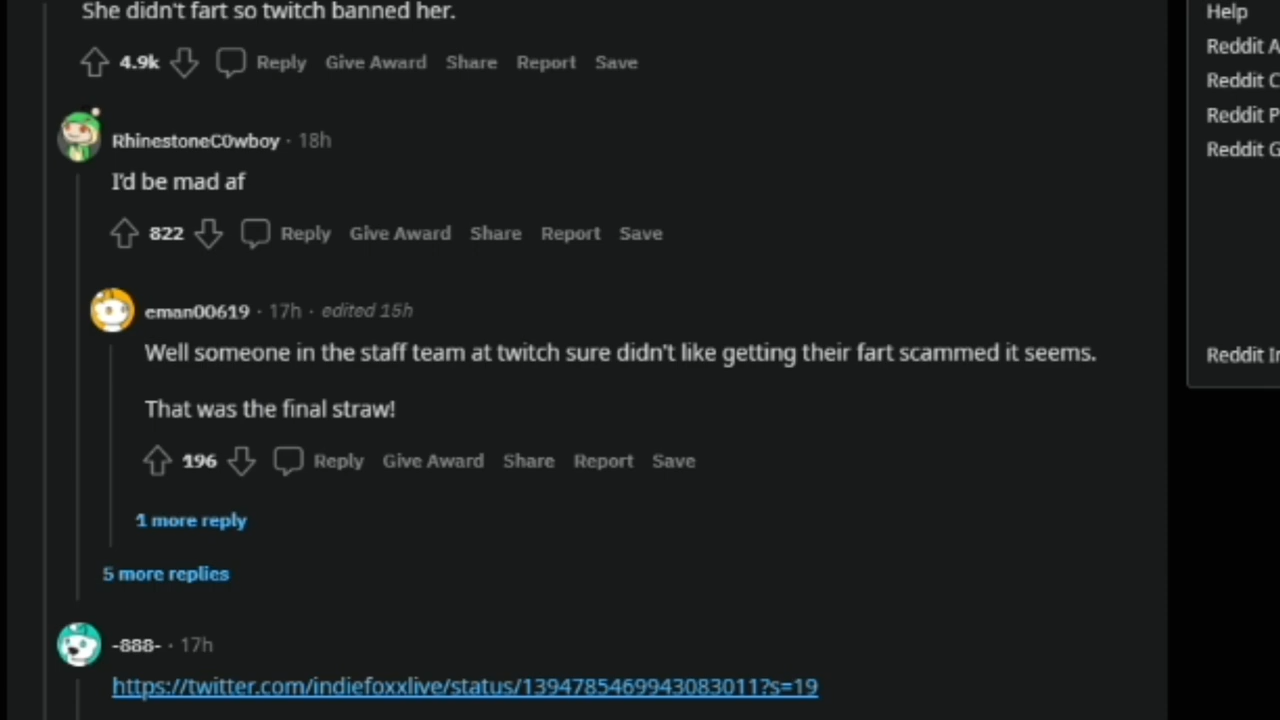 She didn't fart so twitch banned her.
4.9k Reply Give Award Share Report Save
RhinestoneC0wboy · 18h
I'd be mad af
822 Reply Give Award Share Report Save
eman00619 · 17h · edited 15h
Well someone in the staff team at twitch sure didn't like getting their fart scammed it seems.
That was the final straw!
196 Reply Give Award Share Report Save
1 more reply
5 more replies
-888- · 17h
https://twitter.com/indiefoxxlive/status/1394785469943083011?s=19
Help
Reddit A
Reddit C
Reddit P
Reddit G
Reddit In